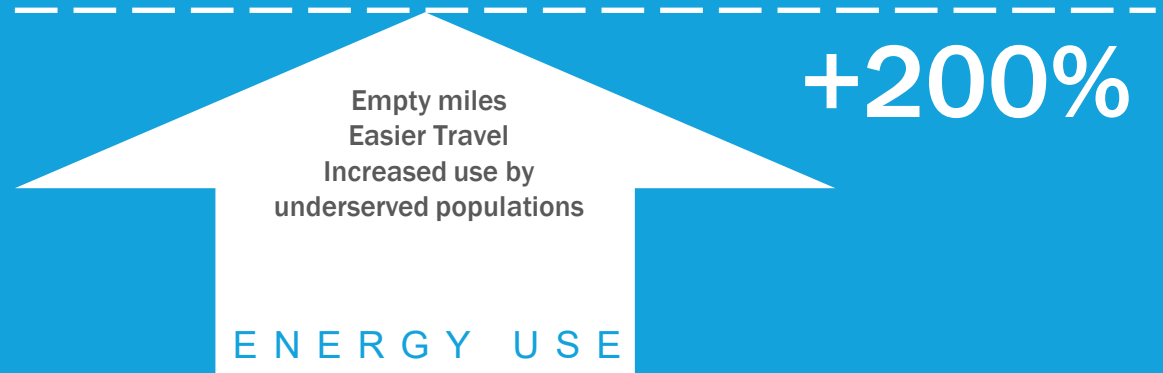 +200%
Empty miles
Easier Travel
Increased use by
underserved populations
ENERGY USE